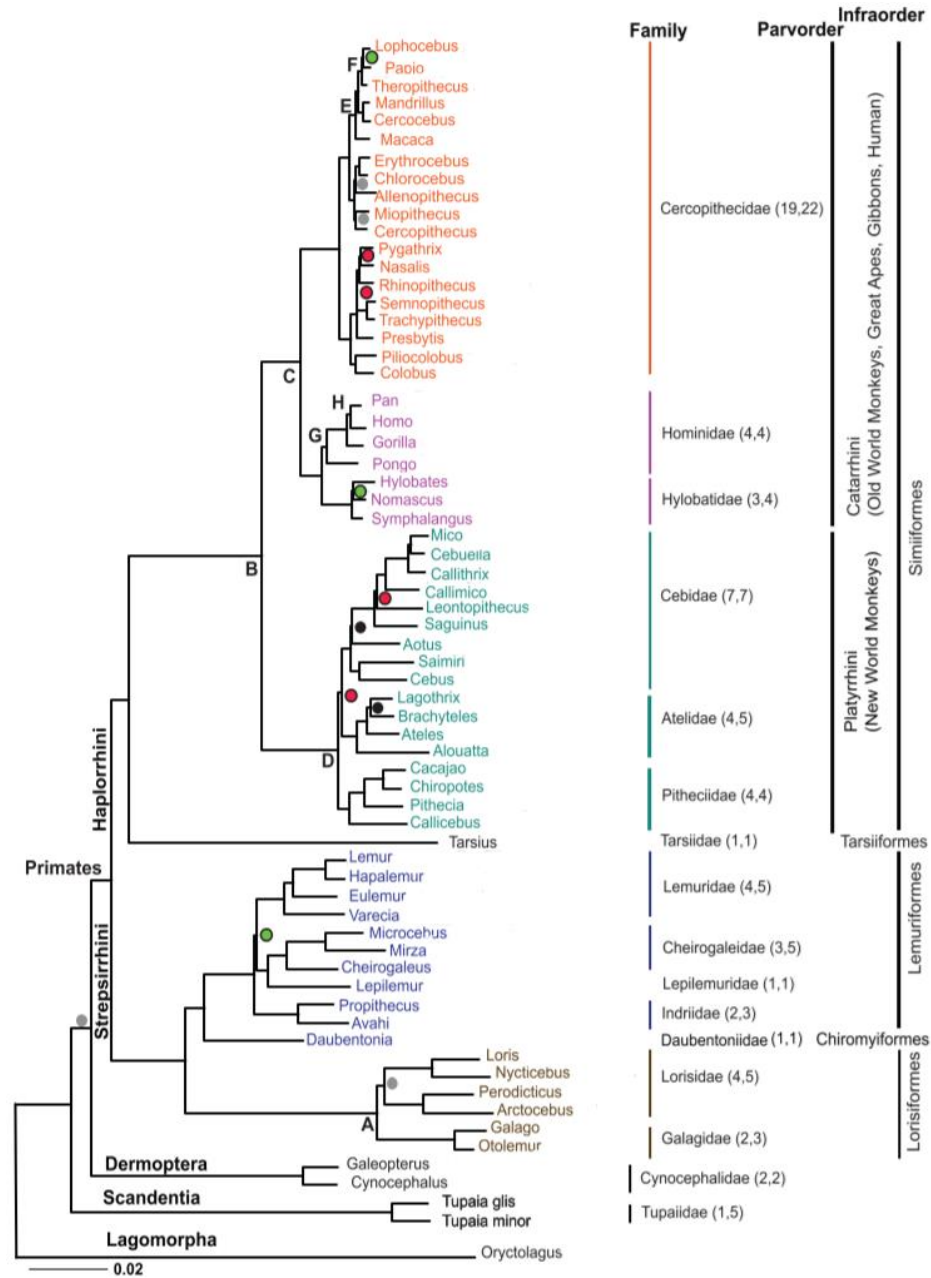 Infraorder
Family
Parvorder
Lophocebus
F
Papio
Theropithecus
Mandrillus
E
Cercocebus
Macaca
Erythrocebus
Chlorocebus
Allenopithecus
Miopithecus
Cercopithecus
Pygathrix
Nasalis
Rhinopithecus
Semnopithecus
Trachypithecus
Presbytis
Piliocolobus
Colobus
C
Pan
H
Homo
G
Gorilla
Pongo
Hylobates
Nomascus
Symphalangus
Mico
Cebuella
Callithrix
B
Callimico
Leontopithecus
Saguinus
Aotus
Saimiri
Cebus
Lagothrix
Brachyteles
Ateles
Alouatta
D
Cacajao
Chiropotes
Pithecia
Callicebus
Tarsius
Lemur
Hapalemur
Eulemur
Varecia
Microcebus
Mirza
Cheirogaleus
Lepilemur
Propithecus
Avahi
Daubentonia
Loris
Nycticebus
Perodicticus
Arctocebus
A
Galago
Otolemur
Galeopterus
Cynocephalus
Tupaia glis
Tupaia minor
Oryctolagus
Haplorrhini
Primates
Strepsirrhini
Dermoptera
Scandentia
Lagomorpha
0.02
Cercopithecidae (19,22)
Hominidae (4,4)
Hylobatidae (3,4)
Cebidae (7,7)
Atelidae (4,5)
Pitheciidae (4,4)
Tarsiidae (1,1)
Lemuridae (4,5)
Cheirogaleidae (3,5)
Lepilemuridae (1,1)
Indriidae (2,3)
Daubentoniidae (1,1)
Lorisidae (4,5)
Galagidae (2,3)
Cynocephalidae (2,2)
Tupaiidae (1,5)
Catarrhini
(Old World Monkeys, Great Apes, Gibbons, Human)
Platyrrhini
(New World Monkeys)
Simiiformes
Tarsiiformes
Lemuriformes
Chiromyiformes
Lorisiformes